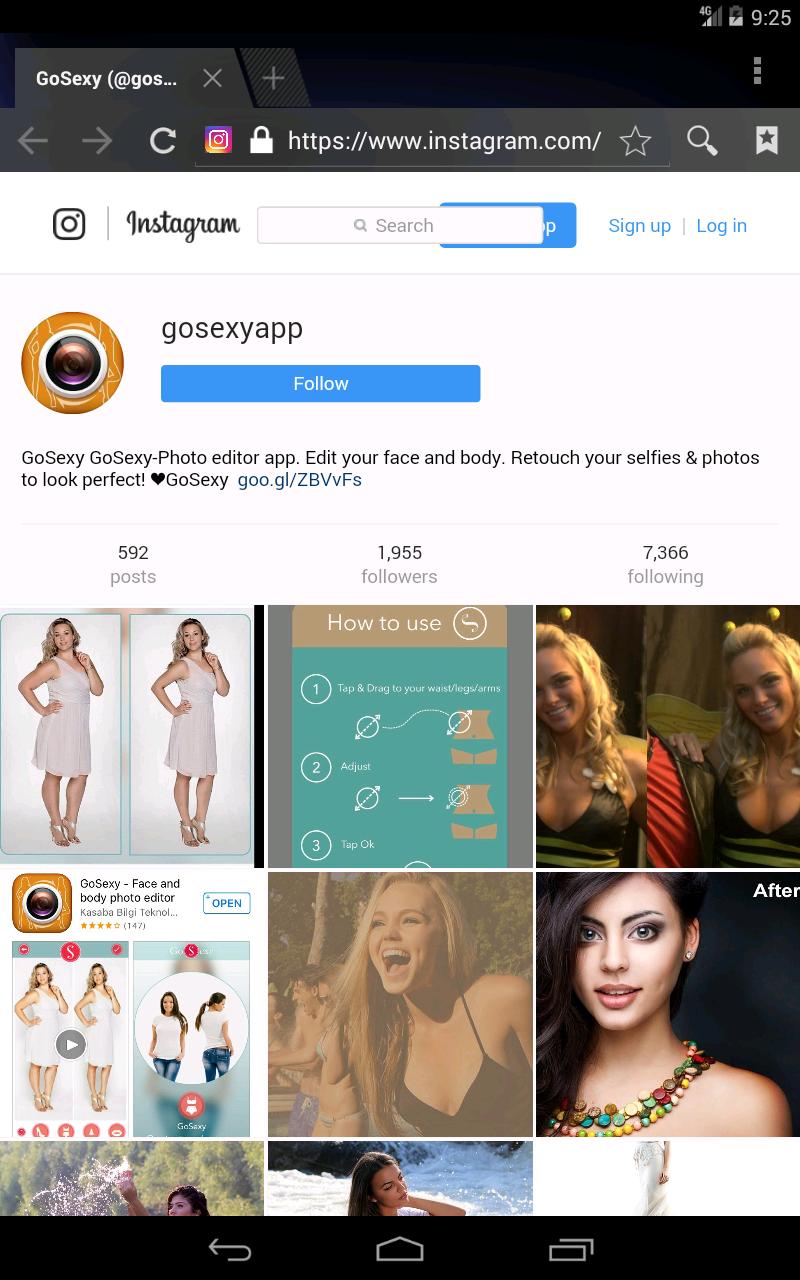 4G 9:25
GoSexy (@gos...
https://www.instagram.com/
Instagram
Search
Sign up | Log in
gosexyapp
Follow
GoSexy GoSexy-Photo editor app. Edit your face and body. Retouch your selfies & photos
to look perfect! ❤GoSexy goo.gl/ZBVvFs
592 1,955 7,366
posts followers following
How to use
1 Tap & Drag to your waist/legs/arms
2 Adjust
3 Tap Ok
GoSexy - Face and
body photo editor
Kasaba Bilgi Teknol...
(147)
OPEN
GoSexy
After